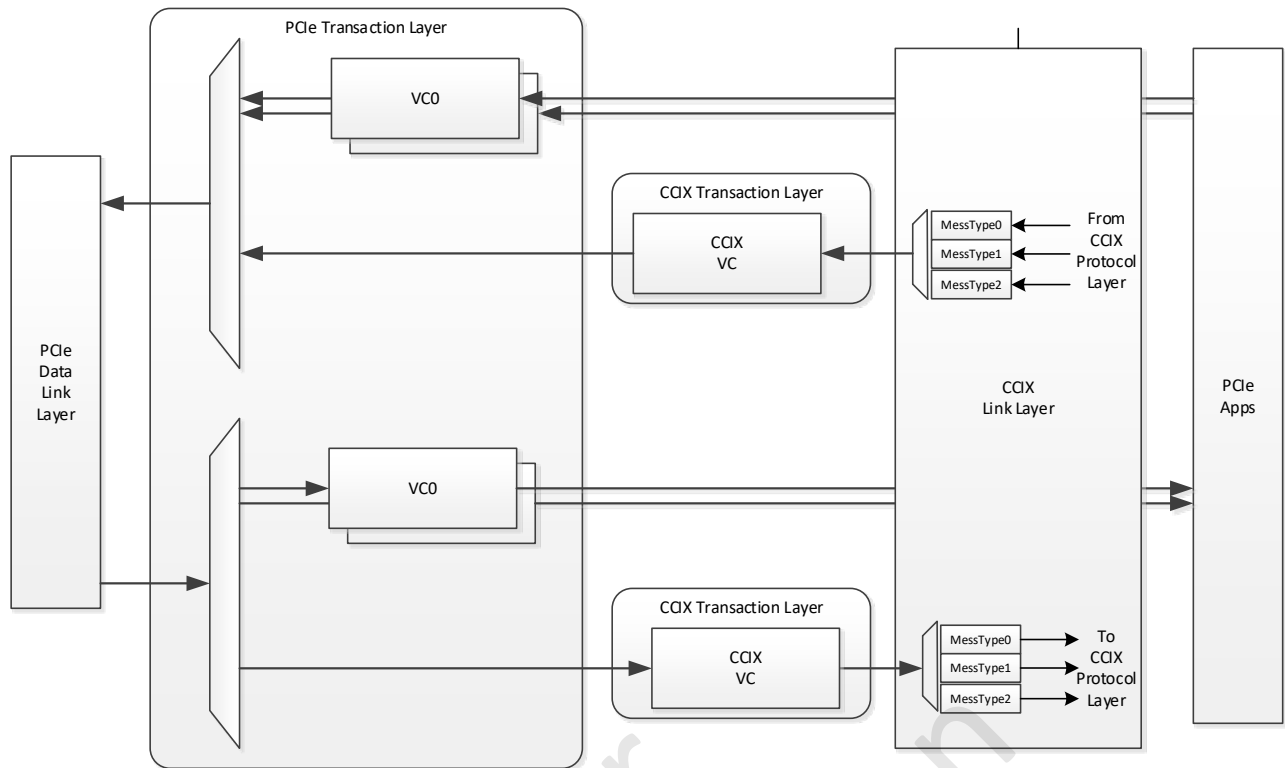 PCIe Transaction Layer
VC0
CCIX Transaction Layer
CCIX
VC
MessType0
MessType1
MessType2
From
CCIX
Protocol
Layer
PCIe
Data
Link
Layer
CCIX
Link Layer
PCIe
Apps
VC0
CCIX Transaction Layer
CCIX
VC
MessType0
MessType1
MessType2
To
CCIX
Protocol
Layer